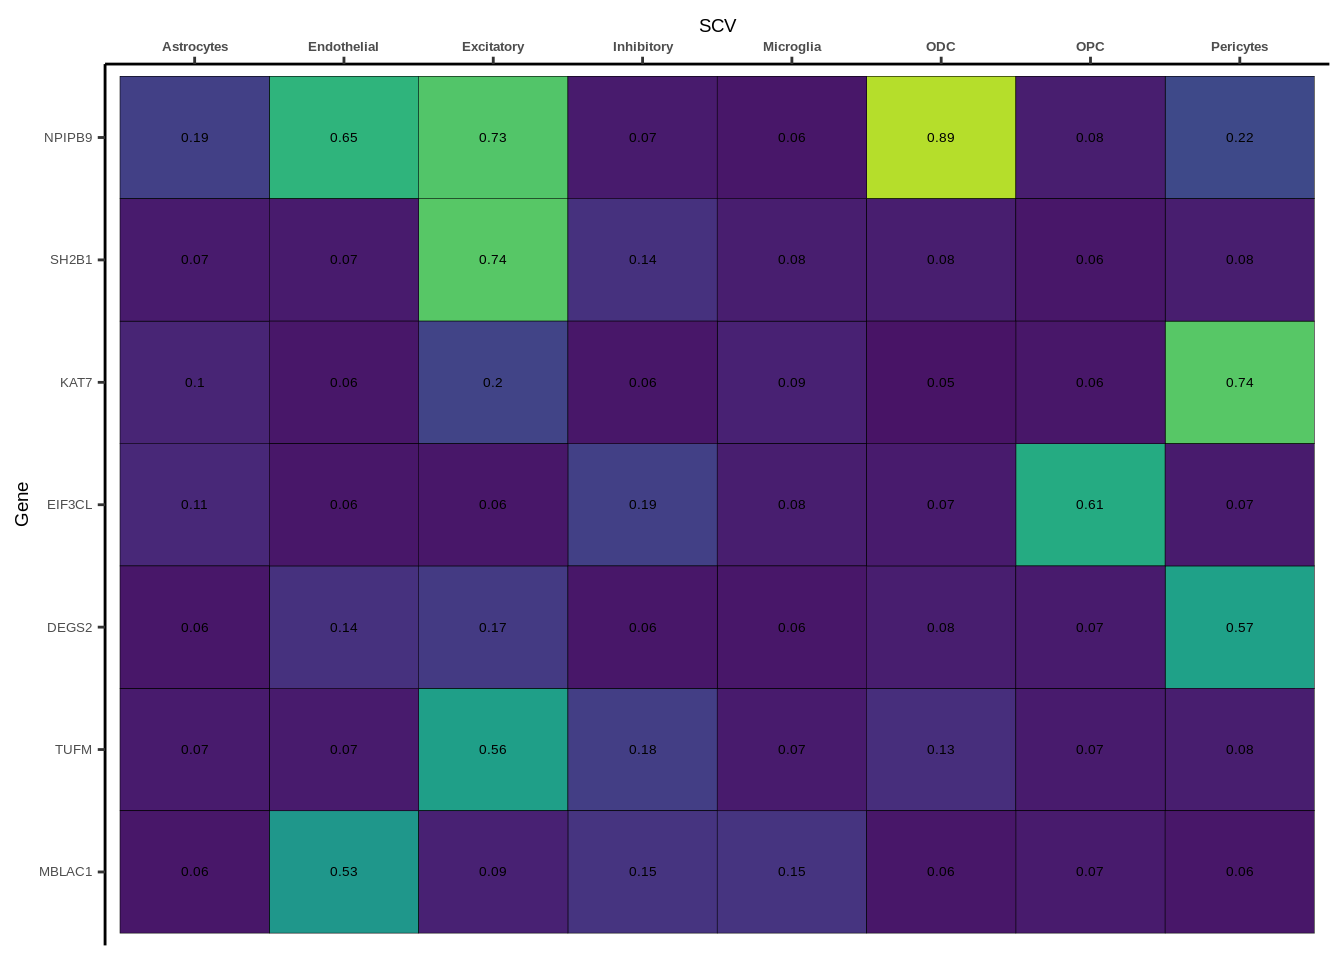 SCV
Astrocytes Endothelial Excitatory Inhibitory Microglia ODC OPC Pericytes
NPIPB9 0.19 0.65 0.73 0.07 0.06 0.89 0.08 0.22
SH2B1 0.07 0.07 0.74 0.14 0.08 0.08 0.06 0.08
KAT7 0.1 0.06 0.2 0.06 0.09 0.05 0.06 0.74
EIF3CL 0.11 0.06 0.06 0.19 0.08 0.07 0.61 0.07
Gene
DEGS2 0.06 0.14 0.17 0.06 0.06 0.08 0.07 0.57
TUFM 0.07 0.07 0.56 0.18 0.07 0.13 0.07 0.08
MBLAC1 0.06 0.53 0.09 0.15 0.15 0.06 0.07 0.06